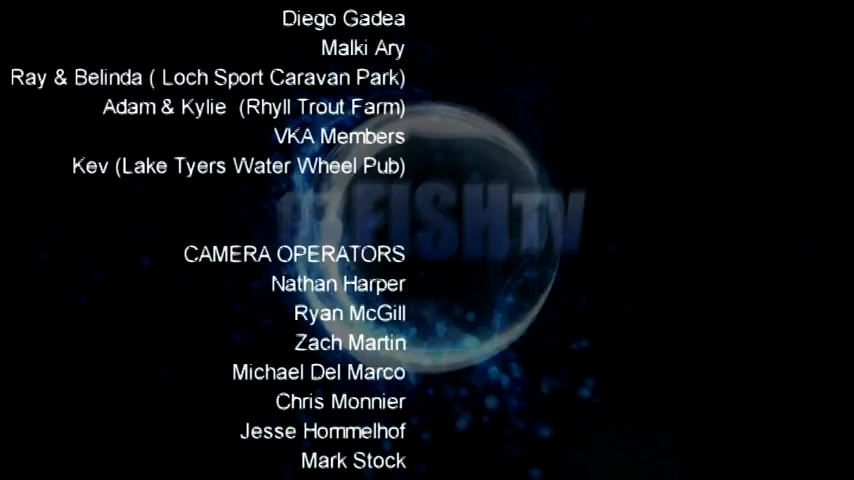 Diego Gadea
Malki Ary
Ray & Belinda ( Loch Sport Caravan Park)
Adam & Kylie (Rhyll Trout Farm)
VKA Members
Kev (Lake Tyers Water Wheel Pub)
FISH TV
CAMERA OPERATORS
Nathan Harper
Ryan McGill
Zach Martin
Michael Del Marco
Chris Monnier
Jesse Hommelhof
Mark Stock